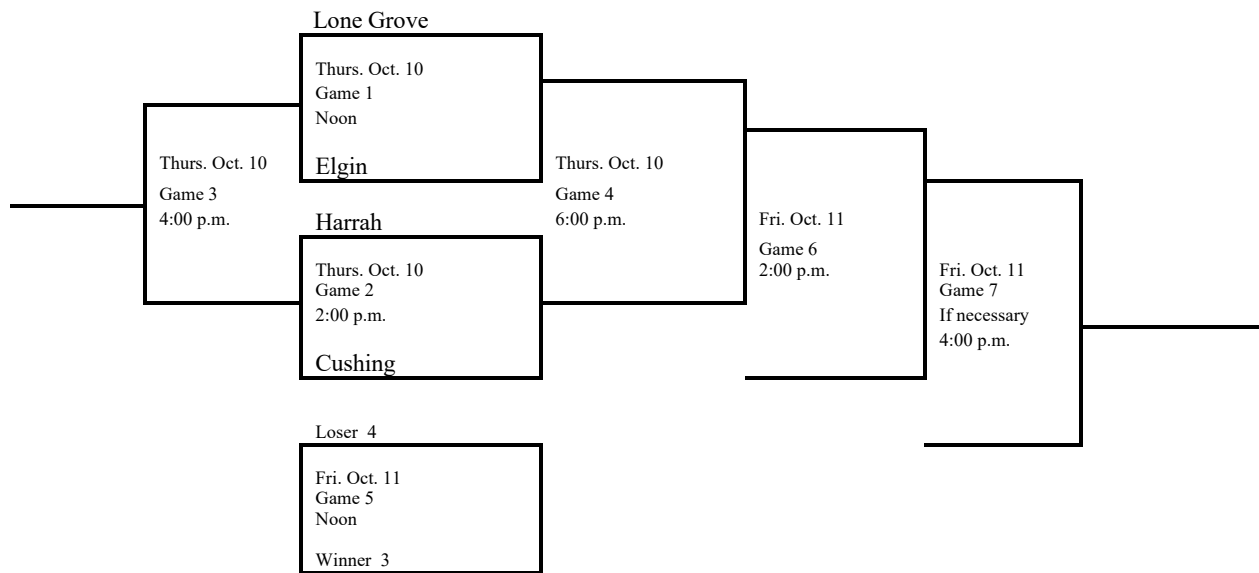 Lone Grove
Thurs. Oct. 10
Game 1
Noon
Elgin
Thurs. Oct. 10
Game 3
4:00 p.m.
Thurs. Oct. 10
Game 4
6:00 p.m.
Harrah
Thurs. Oct. 10
Game 2
2:00 p.m.
Cushing
Fri. Oct. 11
Game 6
2:00 p.m.
Fri. Oct. 11
Game 7
If necessary
4:00 p.m.
Loser 4
Fri. Oct. 11
Game 5
Noon
Winner 3